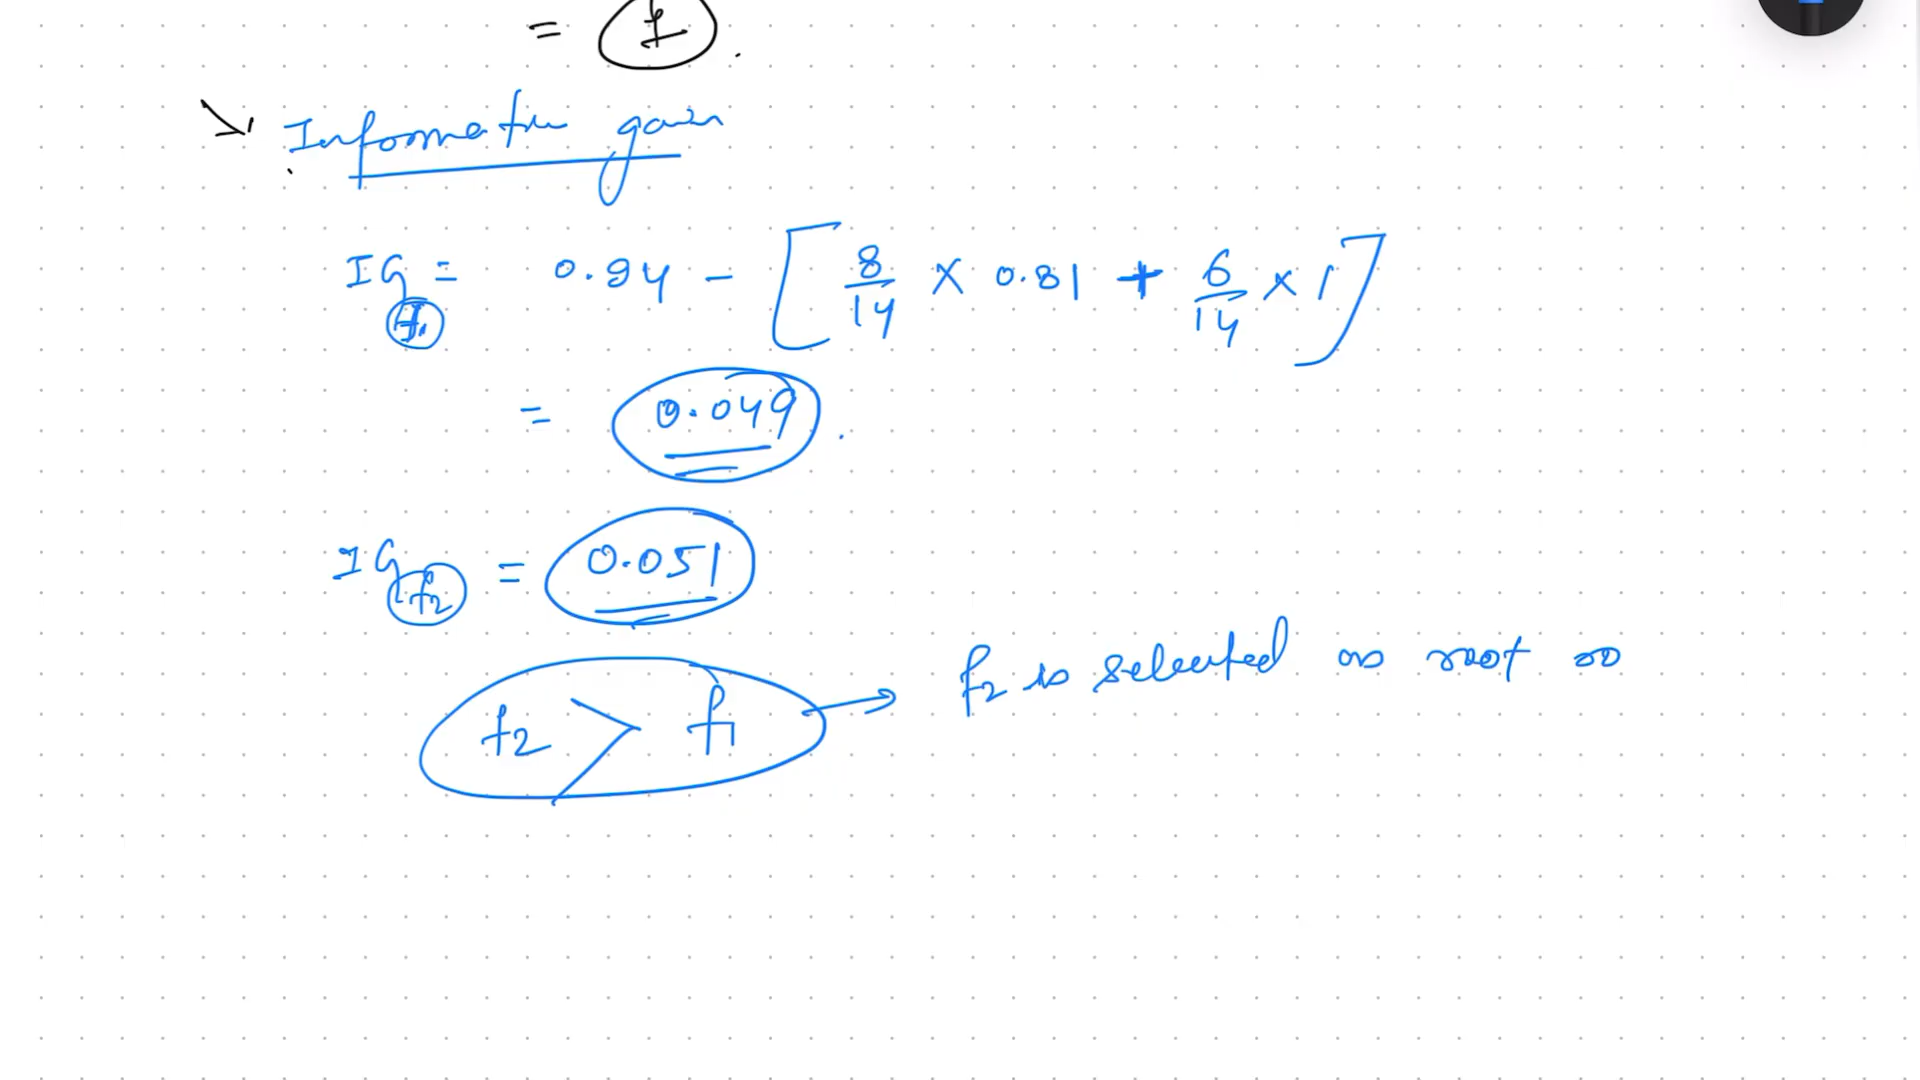 = 1.
Information gain
IG f1 = 0.94 - [ 8/14 × 0.81 + 6/14 × 1 ]
= 0.049.
IG f2 = 0.051
f2 > f1 → f2 is selected as root